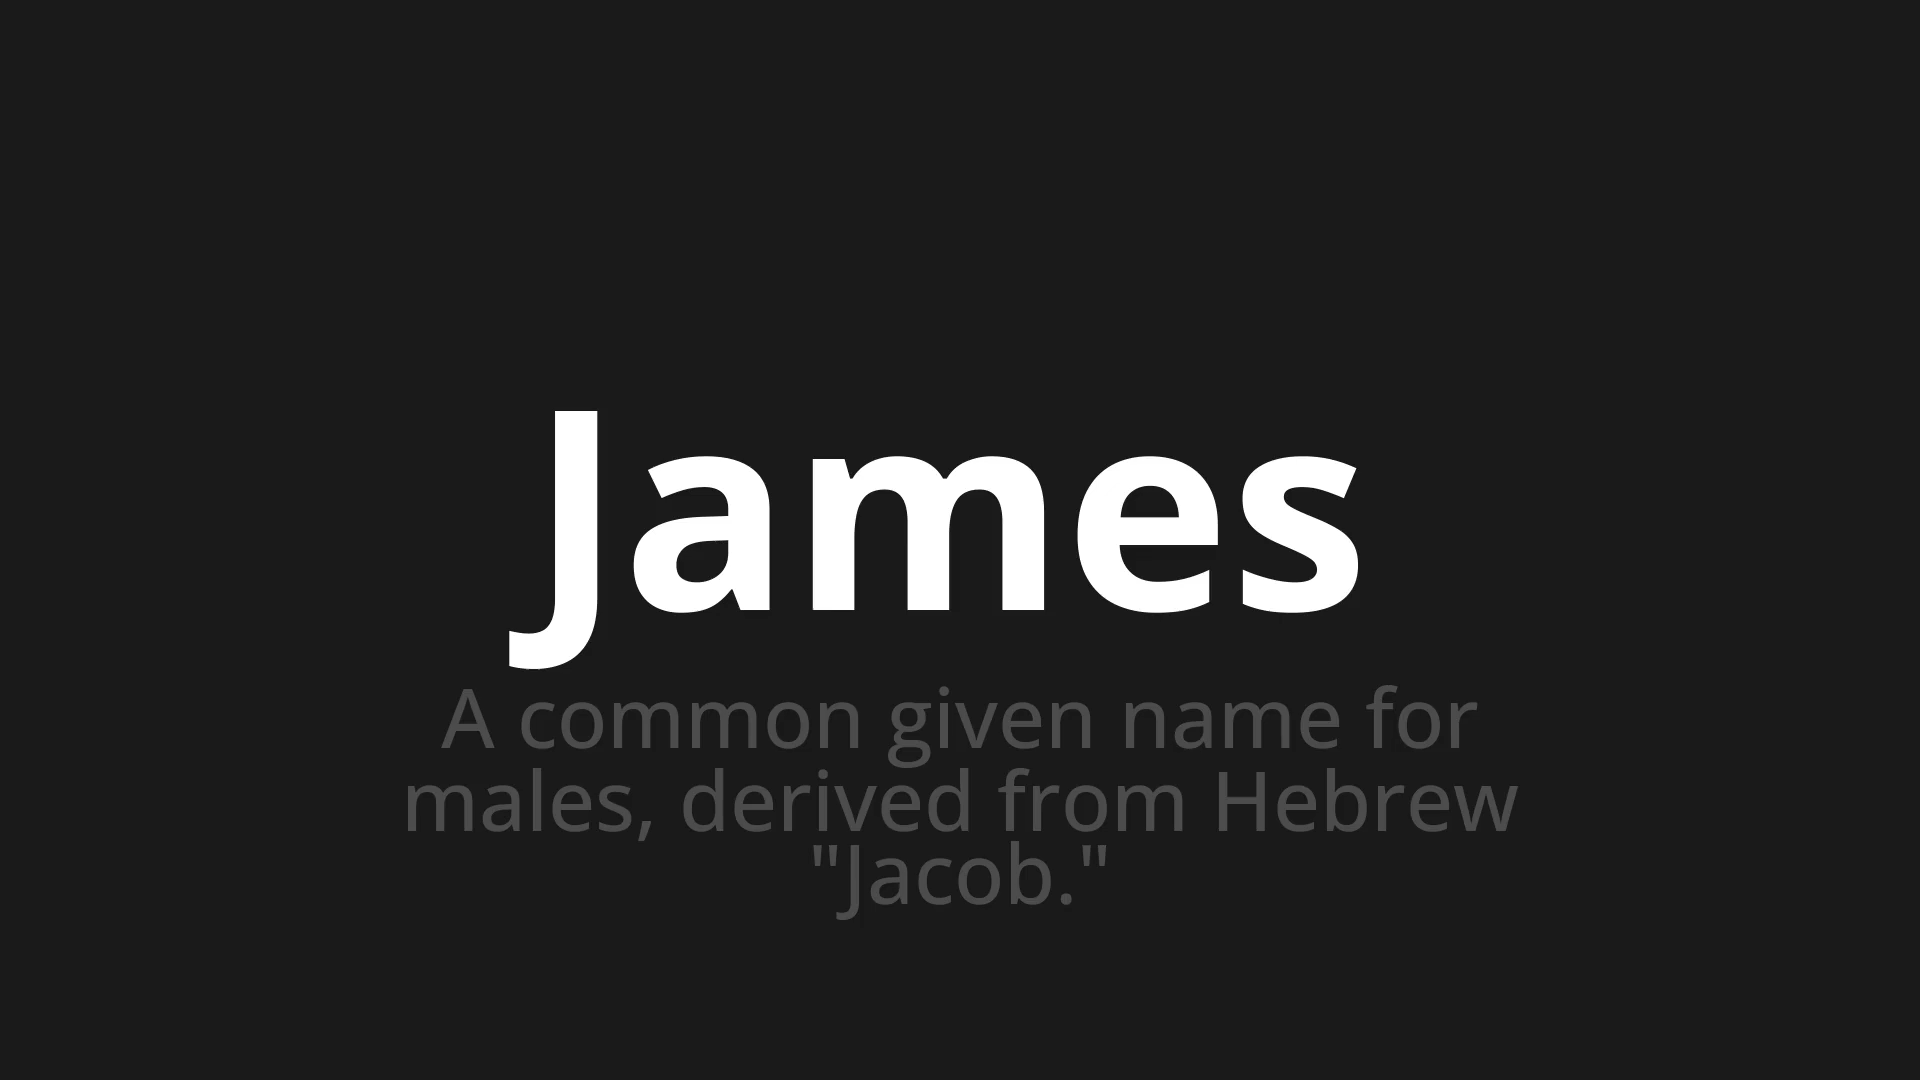 James
A common given name for
males, derived from Hebrew
"Jacob."